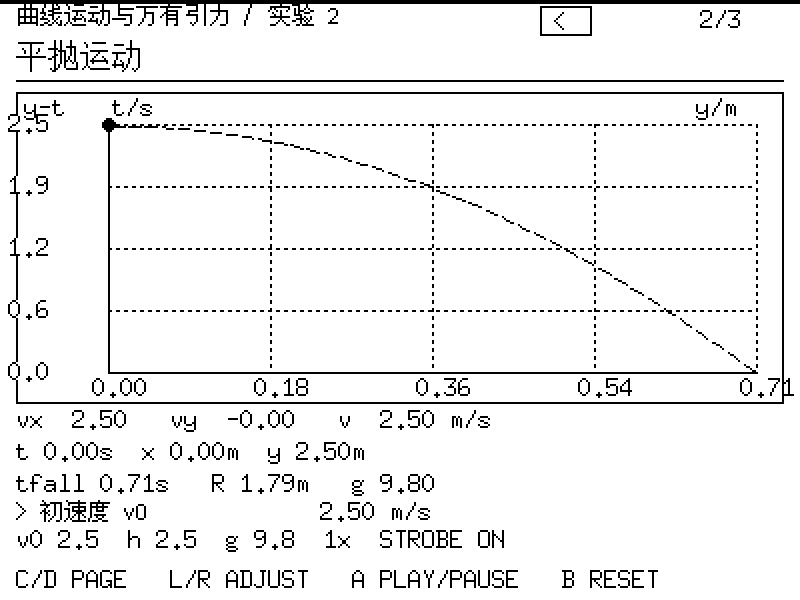 曲线运动与万有引力 / 实验 2 < 2/3
平抛运动
y-t t/s y/m
2.5
1.9
1.2
0.6
0.0
0.00 0.18 0.36 0.54 0.71
vx 2.50 vy -0.00 v 2.50 m/s
t 0.00s x 0.00m y 2.50m
tfall 0.71s R 1.79m g 9.80
> 初速度 v0 2.50 m/s
v0 2.5 h 2.5 g 9.8 1x STROBE ON
C/D PAGE L/R ADJUST A PLAY/PAUSE B RESET